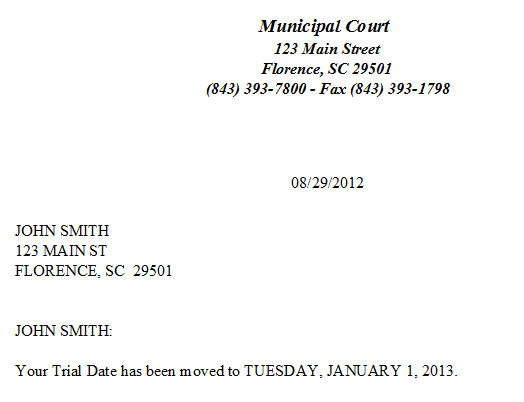 Municipal Court
123 Main Street
Florence, SC 29501
(843) 393-7800 - Fax (843) 393-1798
08/29/2012
JOHN SMITH
123 MAIN ST
FLORENCE, SC  29501
JOHN SMITH:
Your Trial Date has been moved to TUESDAY, JANUARY 1, 2013.